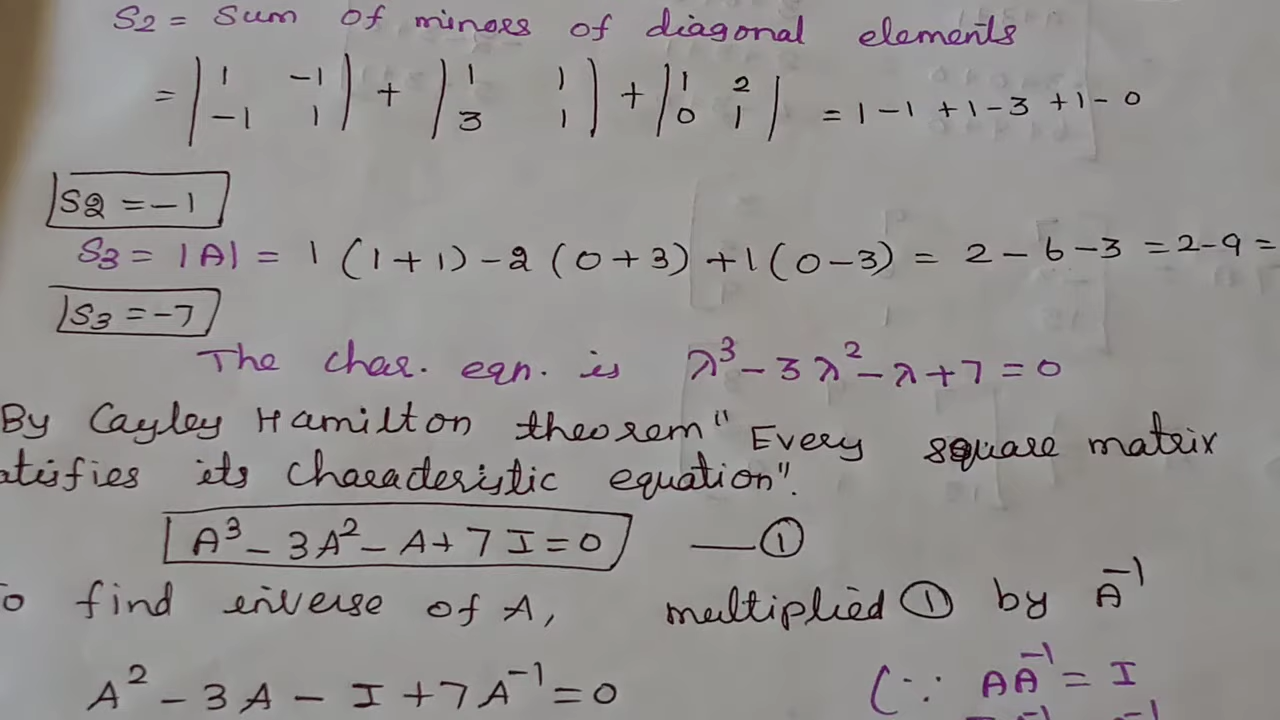 S2 = Sum of minors of diagonal elements
= | 1 -1 ; -1 1 | + | 1 1 ; 3 1 | + | 1 2 ; 0 1 | = 1 - 1 + 1 - 3 + 1 - 0
S2 = -1
S3 = |A| = 1 (1+1) - 2 (0+3) + 1 (0-3) = 2 - 6 - 3 = 2-9 =
S3 = -7
The char. eqn. is λ³ - 3λ² - λ + 7 = 0
By Cayley Hamilton theorem " Every square matrix
atisfies its characteristic equation".
A³ - 3A² - A + 7I = 0 — ①
o find inverse of A, multiplied ① by A⁻¹
A² - 3A - I + 7A⁻¹ = 0 (∵ AA⁻¹ = I